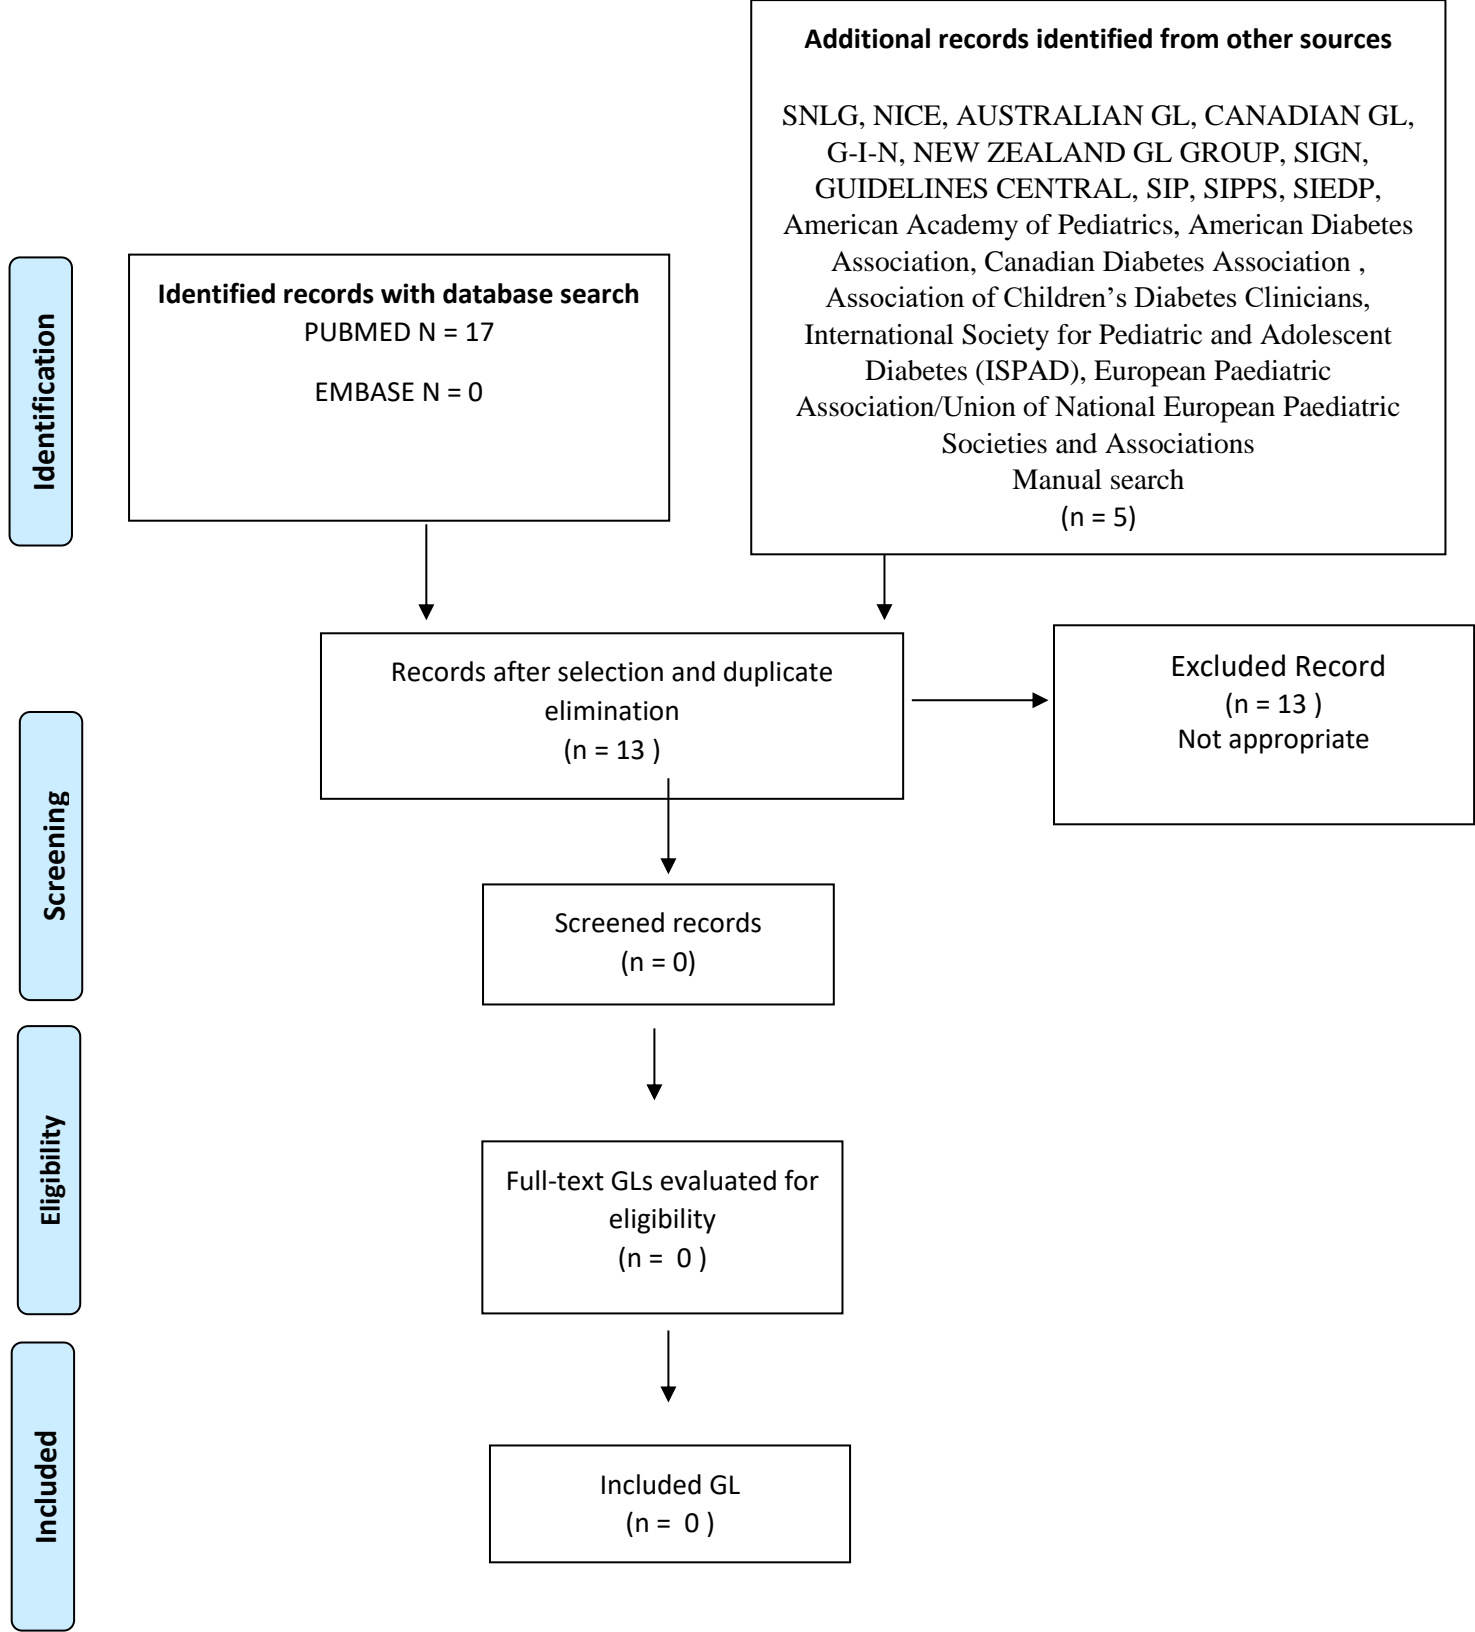 Additional records identified from other sources
SNLG, NICE, AUSTRALIAN GL, CANADIAN GL,
G-I-N, NEW ZEALAND GL GROUP, SIGN,
GUIDELINES CENTRAL, SIP, SIPPS, SIEDP,
American Academy of Pediatrics, American Diabetes
Association, Canadian Diabetes Association ,
Association of Children’s Diabetes Clinicians,
International Society for Pediatric and Adolescent
Diabetes (ISPAD), European Paediatric
Association/Union of National European Paediatric
Societies and Associations
Manual search
(n = 5)
Identification
Identified records with database search
PUBMED N = 17
EMBASE N = 0
Records after selection and duplicate
elimination
(n = 13 )
Excluded Record
(n = 13 )
Not appropriate
Screening
Screened records
(n = 0)
Eligibility
Full-text GLs evaluated for
eligibility
(n =  0 )
Included
Included GL
(n =  0 )